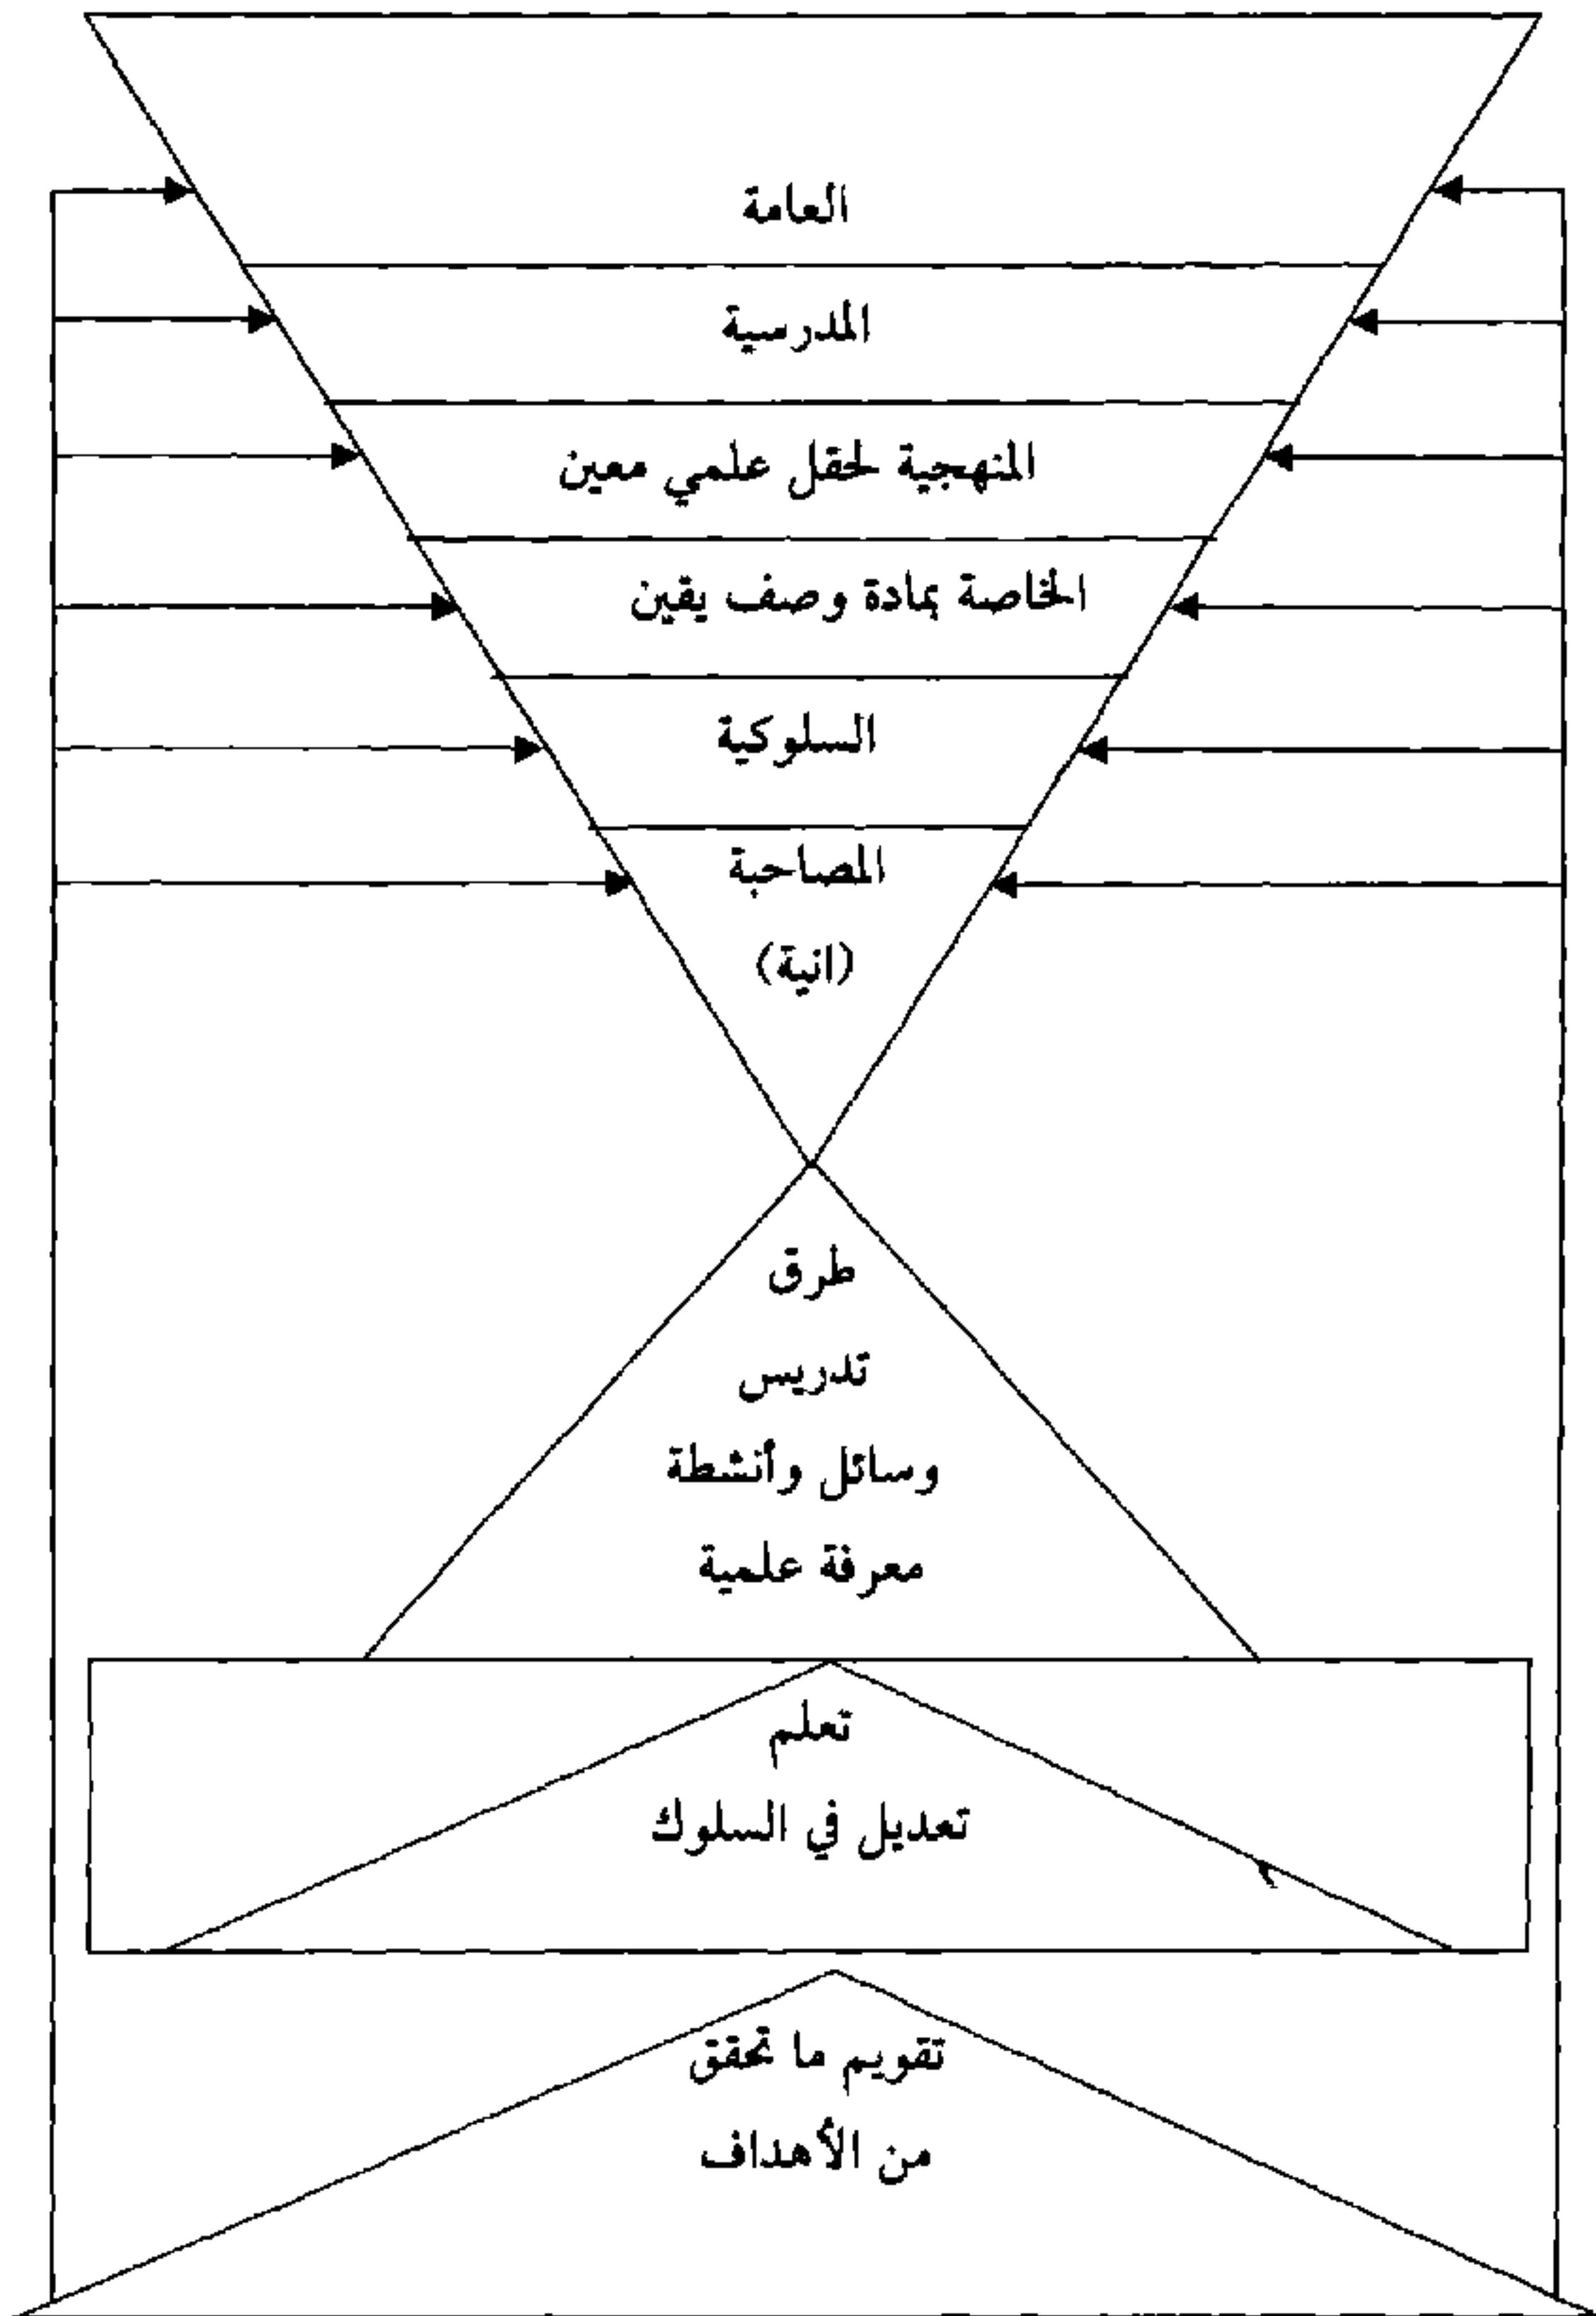 العامة
المدرسية
المنهجية لحقل علمي معين
الخاصة بمادة وصف يقين
السلوكية
المصاحبة
(انية)
طرق
تدريس
وسائل وأنشطة
معرفة علمية
تعلم
تعديل في السلوك
تقويم ما تحقق
من الأهداف